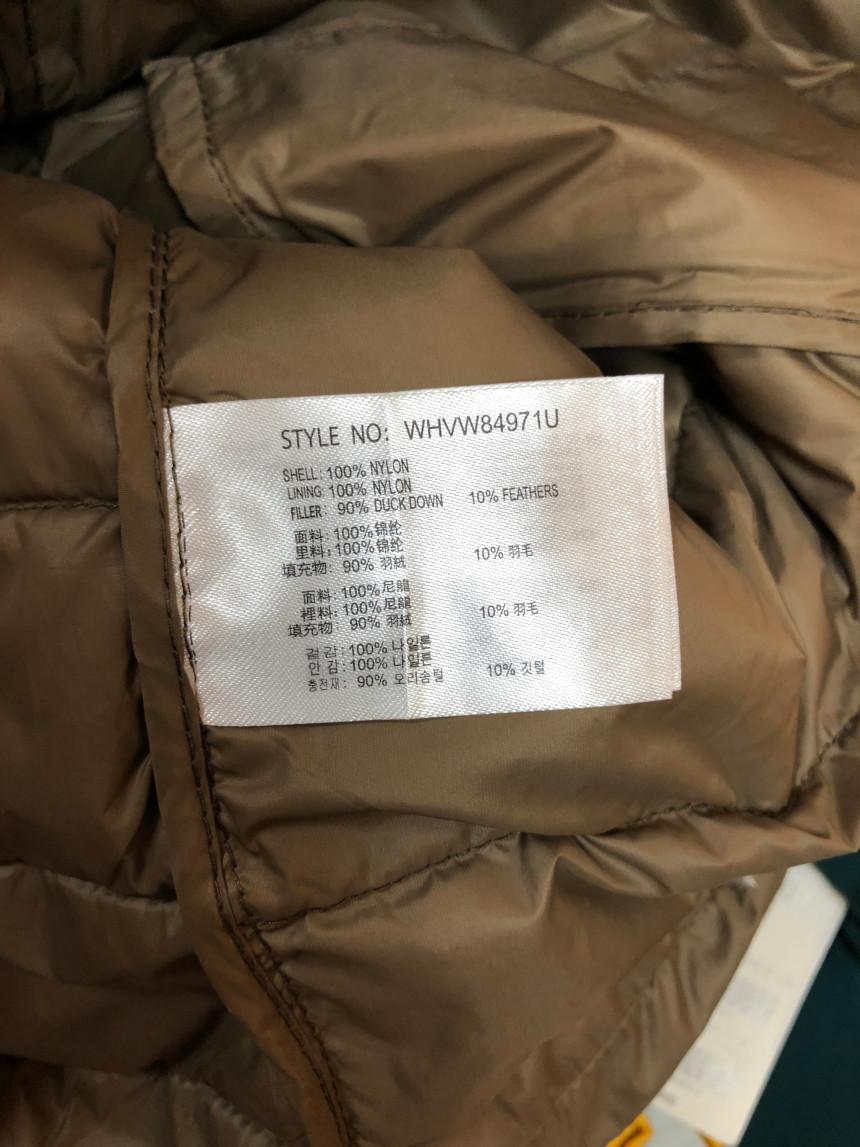 STYLE NO: WHVW84971U
SHELL: 100% NYLON
LINING: 100% NYLON
FILLER: 90% DUCK DOWN 10% FEATHERS
面料: 100%锦纶
里料: 100%锦纶
填充物: 90% 羽絨 10% 羽毛
面料: 100%尼龍
裡料: 100%尼龍
填充物: 90% 羽絨 10% 羽毛
겉감: 100% 나일론
안감: 100% 나일론
충전재: 90% 오리솜털 10% 깃털